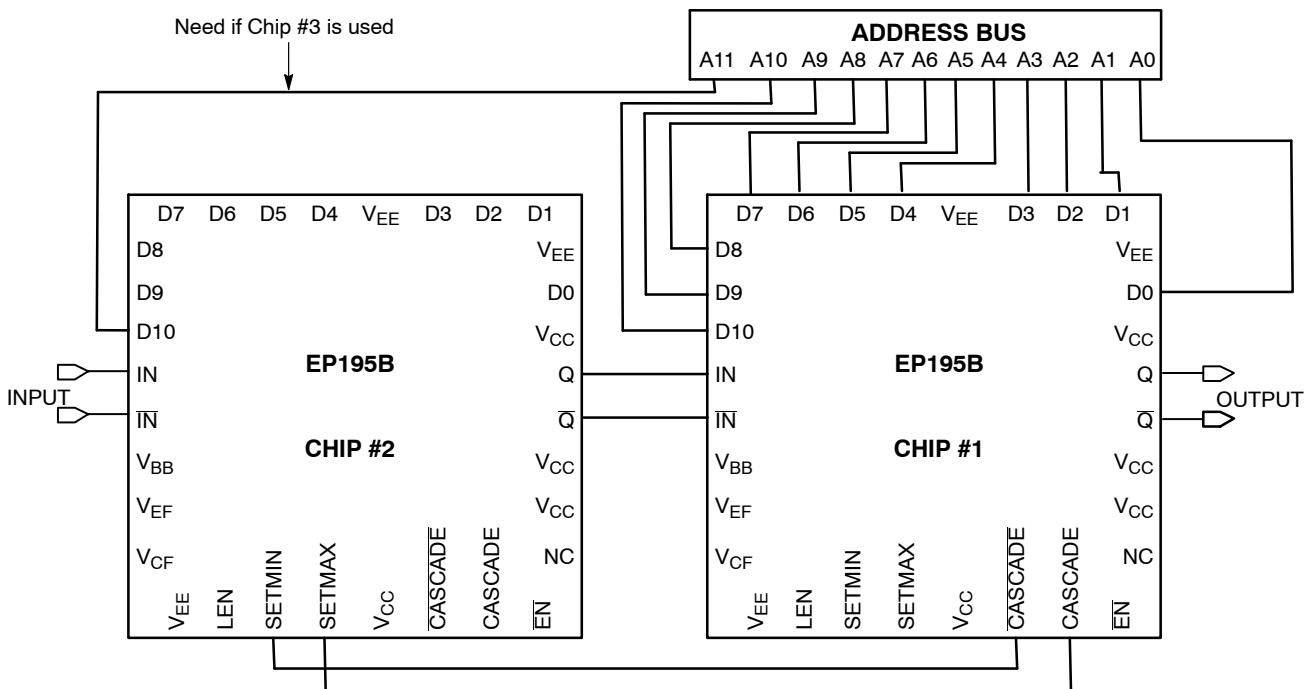 Need if Chip #3 is used
ADDRESS BUS
A11 A10 A9 A8 A7 A6 A5 A4 A3 A2 A1 A0
D7 D6 D5 D4 VEE D3 D2 D1
D8
VEE
D9
D0
D10
VCC
IN
EP195B
Q
INPUT
IN
Q
CHIP #2
VBB
VCC
VEF
VCC
VCF
NC
VEE
LEN
SETMIN
SETMAX
VCC
CASCADE
CASCADE
EN
D7 D6 D5 D4 VEE D3 D2 D1
D8
VEE
D9
D0
D10
VCC
IN
EP195B
Q
OUTPUT
IN
Q
CHIP #1
VBB
VCC
VEF
VCC
VCF
NC
VEE
LEN
SETMIN
SETMAX
VCC
CASCADE
CASCADE
EN